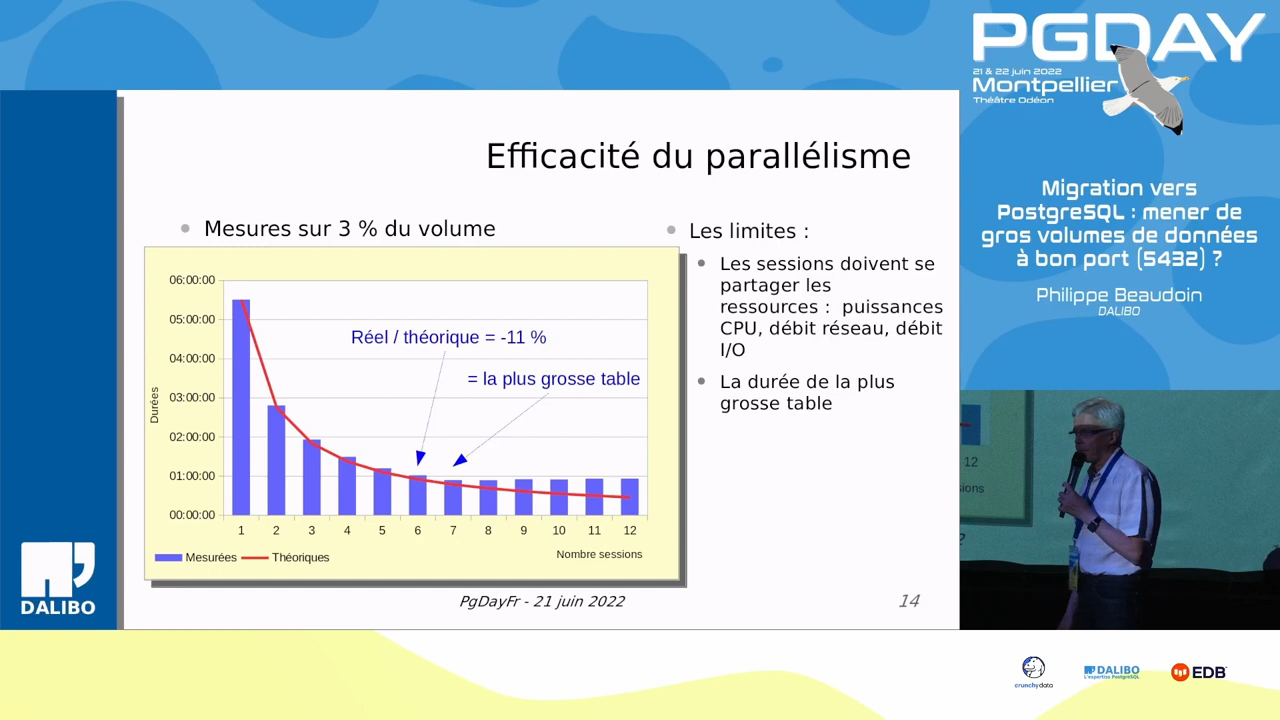 PGDAY
21 & 22 juin 2022
Montpellier
Théâtre Odéon
Migration vers
PostgreSQL : mener de
gros volumes de données
à bon port (5432) ?
Philippe Beaudoin
DALIBO
Efficacité du parallélisme
Mesures sur 3 % du volume
06:00:00
05:00:00
04:00:00
03:00:00
02:00:00
01:00:00
00:00:00
Durées
Réel / théorique = -11 %
= la plus grosse table
1 2 3 4 5 6 7 8 9 10 11 12
Mesurées Théoriques
Nombre sessions
Les limites :
Les sessions doivent se
partager les
ressources : puissances
CPU, débit réseau, débit
I/O
La durée de la plus
grosse table
DALIBO
PgDayFr - 21 juin 2022
14
12
sions
crunchydata
DALIBO
L'expertise PostgreSQL
EDB